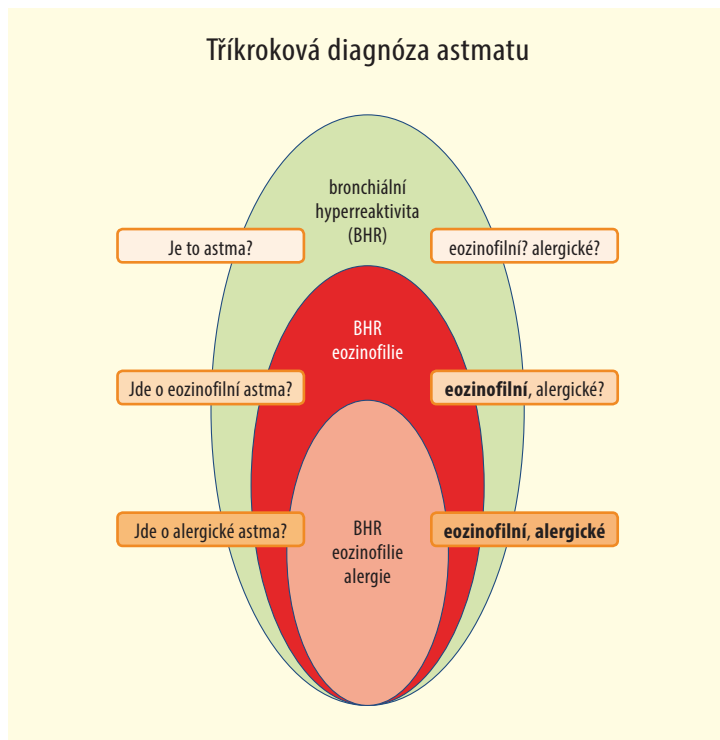 Tříkroková diagnóza astmatu
bronchiální
hyperreaktivita
(BHR)
Je to astma?
eozinofilní? alergické?
BHR
eozinofilie
Jde o eozinofilní astma?
eozinofilní, alergické?
Jde o alergické astma?
BHR
eozinofilie
alergie
eozinofilní, alergické